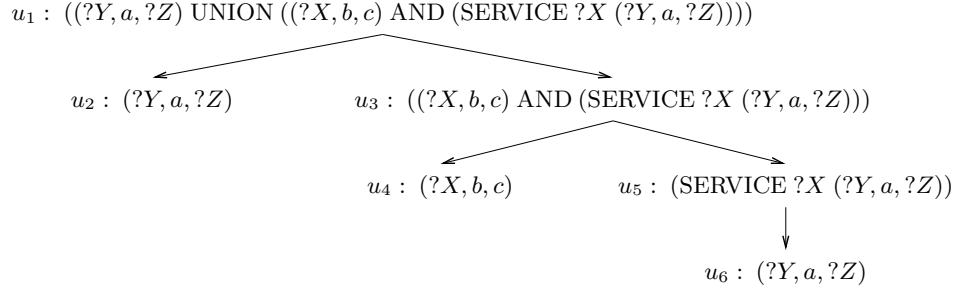 u1 : ((?Y, a, ?Z) UNION ((?X, b, c) AND (SERVICE ?X (?Y, a, ?Z))))
u2 : (?Y, a, ?Z) u3 : ((?X, b, c) AND (SERVICE ?X (?Y, a, ?Z)))
u4 : (?X, b, c) u5 : (SERVICE ?X (?Y, a, ?Z))
u6 : (?Y, a, ?Z)